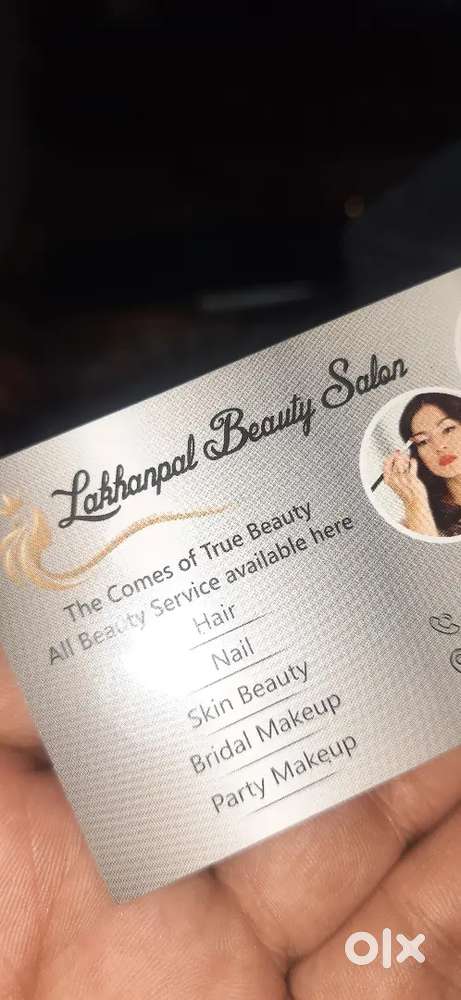 Lakhanpal Beauty Salon
The Comes of True Beauty
All Beauty Service available here
Hair
Nail
Skin Beauty
Bridal Makeup
Party Makeup
olx